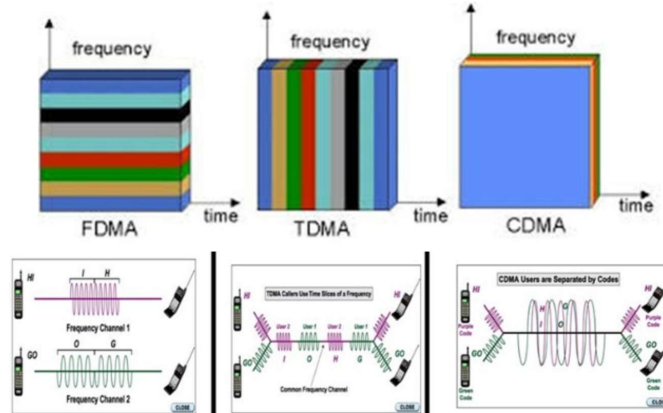 frequency
time
FDMA
frequency
time
TDMA
frequency
time
CDMA
HI
I H
Frequency Channel 1
O G
GO
Frequency Channel 2
CLOSE
TDMA Callers Use Time Slices of a Frequency
HI
HI
User 2 User 1 User 2 User 1
I O H G
GO
GO
Common Frequency Channel
CLOSE
CDMA Users are Separated by Codes
HI
HI
H G
I O
Purple Code
Purple Code
GO
GO
Green Code
Green Code
CLOSE